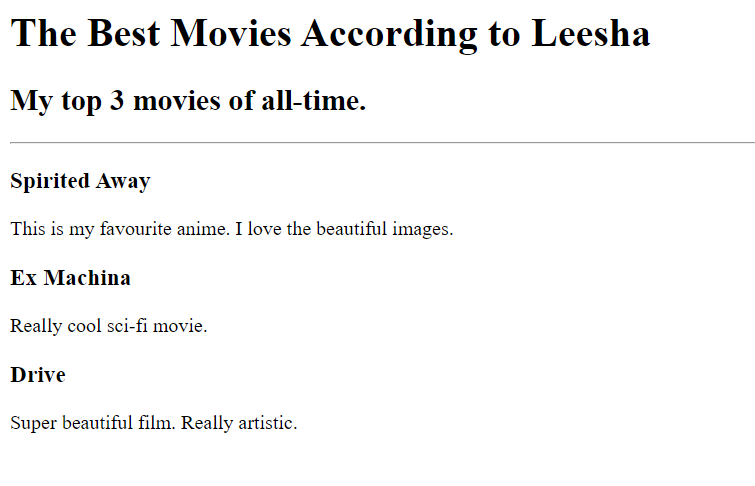 The Best Movies According to Leesha
My top 3 movies of all-time.
Spirited Away
This is my favourite anime. I love the beautiful images.
Ex Machina
Really cool sci-fi movie.
Drive
Super beautiful film. Really artistic.